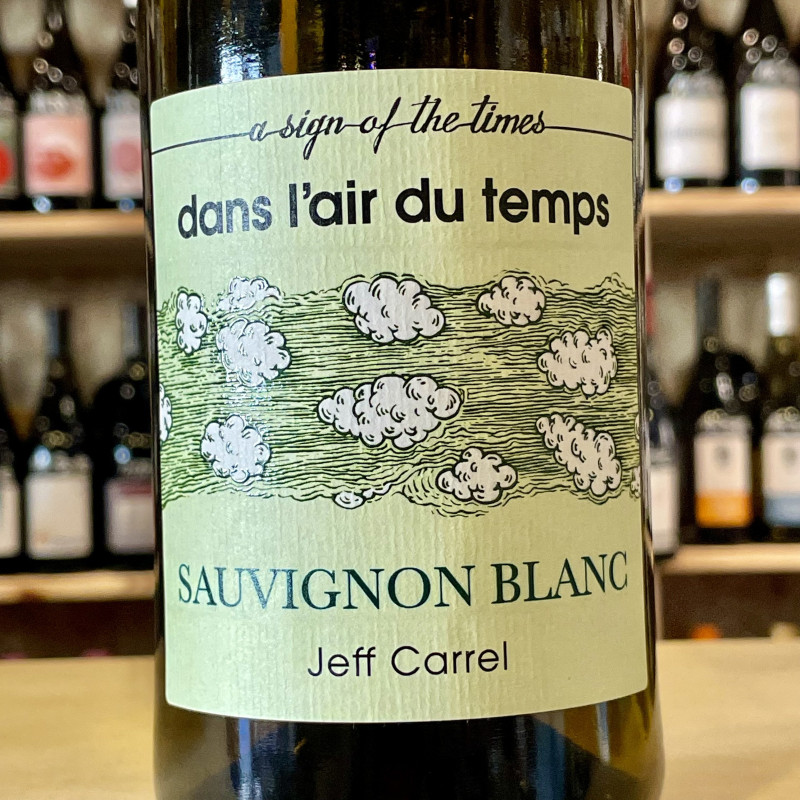 a sign of the times
dans l'air du temps
SAUVIGNON BLANC
Jeff Carrel